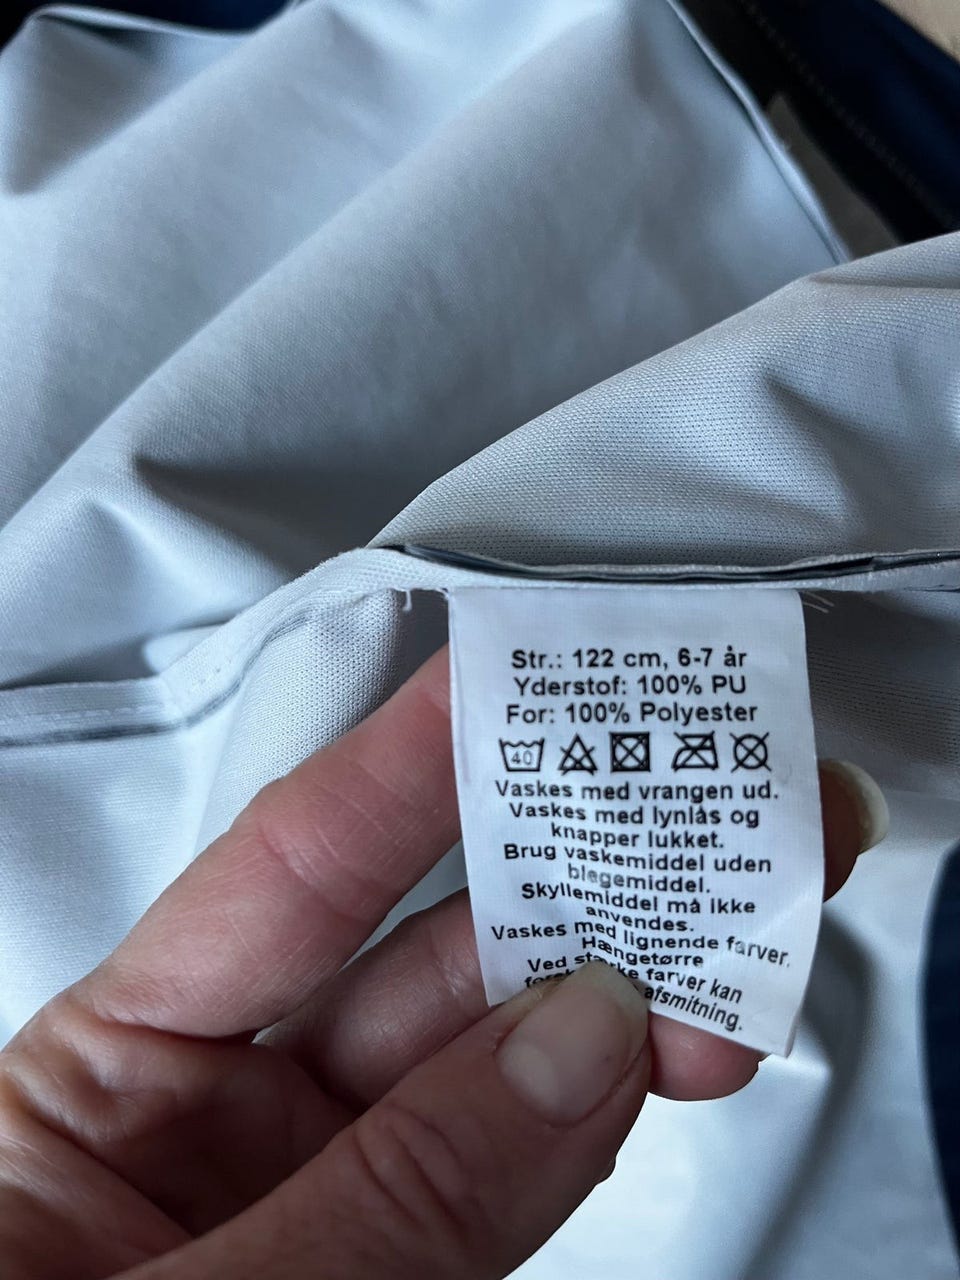 Str.: 122 cm, 6-7 år
Yderstof: 100% PU
For: 100% Polyester
40
Vaskes med vrangen ud.
Vaskes med lynlås og
knapper lukket.
Brug vaskemiddel uden
blegemiddel.
Skyllemiddel må ikke
anvendes.
Vaskes med lignende farver.
Hængetørre
Ved stærke farver kan
afsmitning.